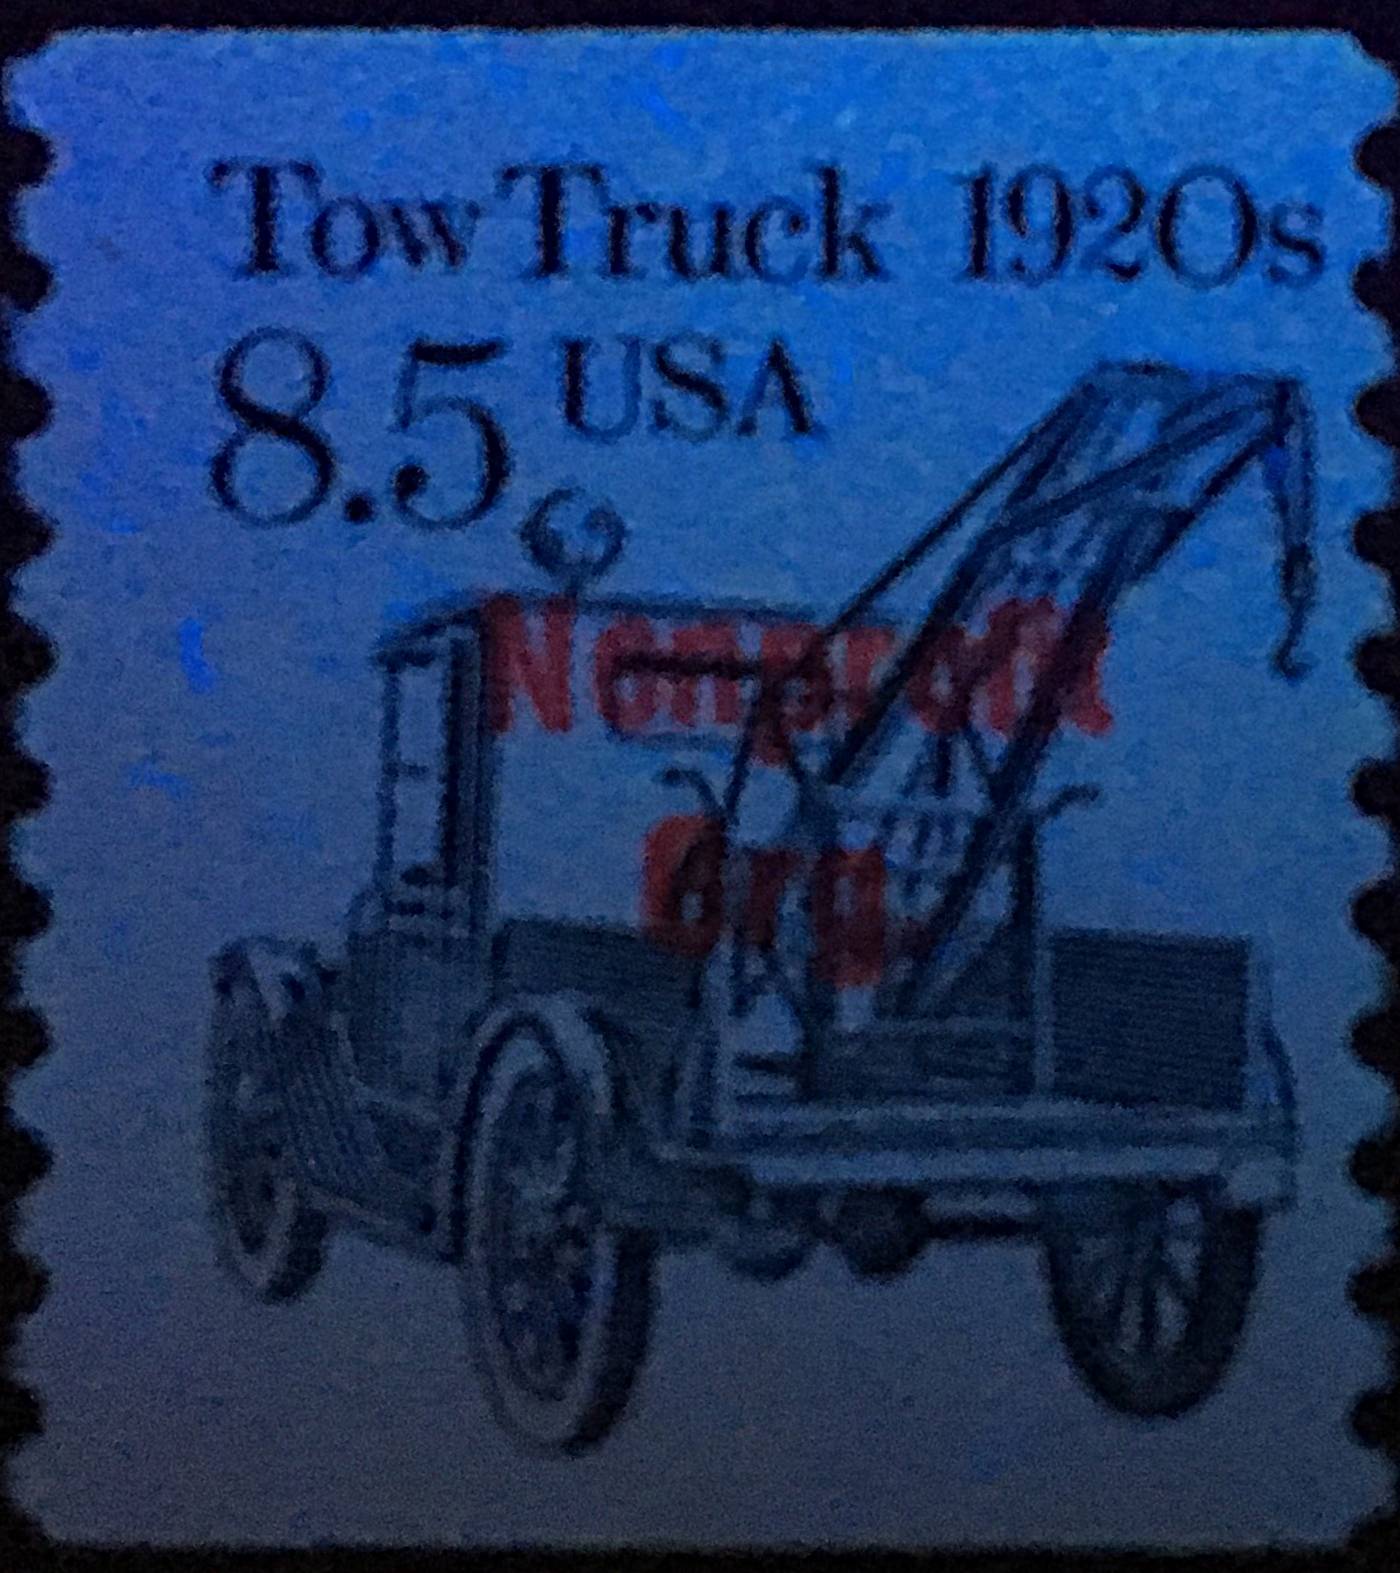 Tow Truck 1920s
8.5 USA
Nonprofit
Org.